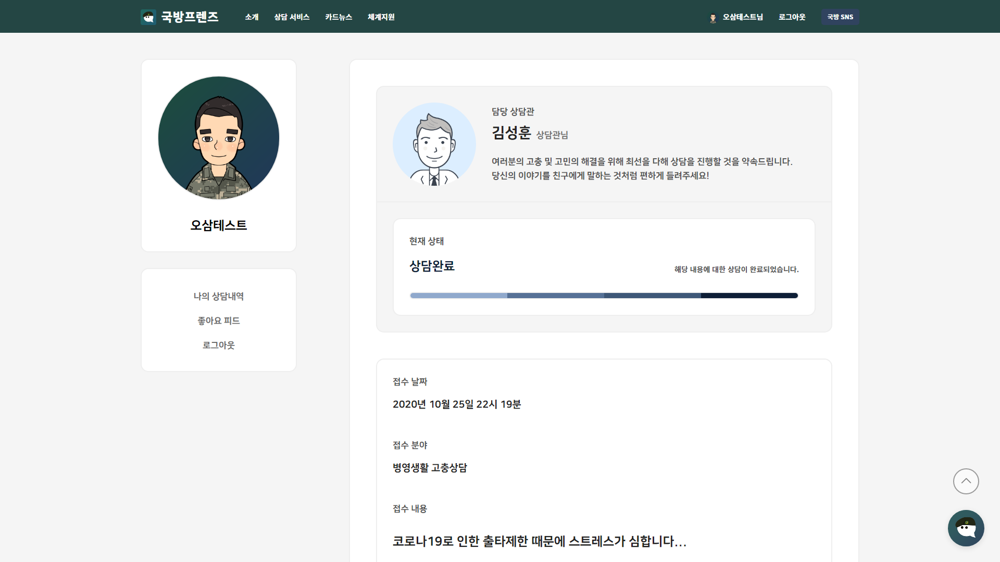 국방프렌즈
소개
상담 서비스
카드뉴스
체계지원
오삼테스트님
로그아웃
국방 SNS
오삼테스트
나의 상담내역
좋아요 피드
로그아웃
담당 상담관
김성훈 상담관님
여러분의 고충 및 고민의 해결을 위해 최선을 다해 상담을 진행할 것을 약속드립니다.
당신의 이야기를 친구에게 말하는 것처럼 편하게 들려주세요!
현재 상태
상담완료
해당 내용에 대한 상담이 완료되었습니다.
접수 날짜
2020년 10월 25일 22시 19분
접수 분야
병영생활 고충상담
접수 내용
코로나19로 인한 출타제한 때문에 스트레스가 심합니다...